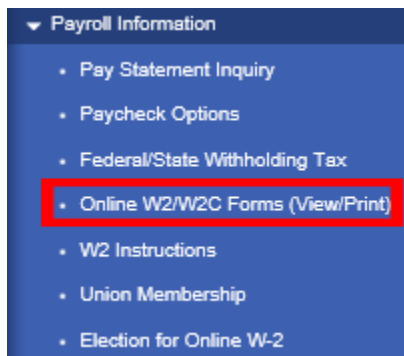 Payroll Information
Pay Statement Inquiry
Paycheck Options
Federal/State Withholding Tax
Online W2/W2C Forms (View/Print)
W2 Instructions
Union Membership
Election for Online W-2